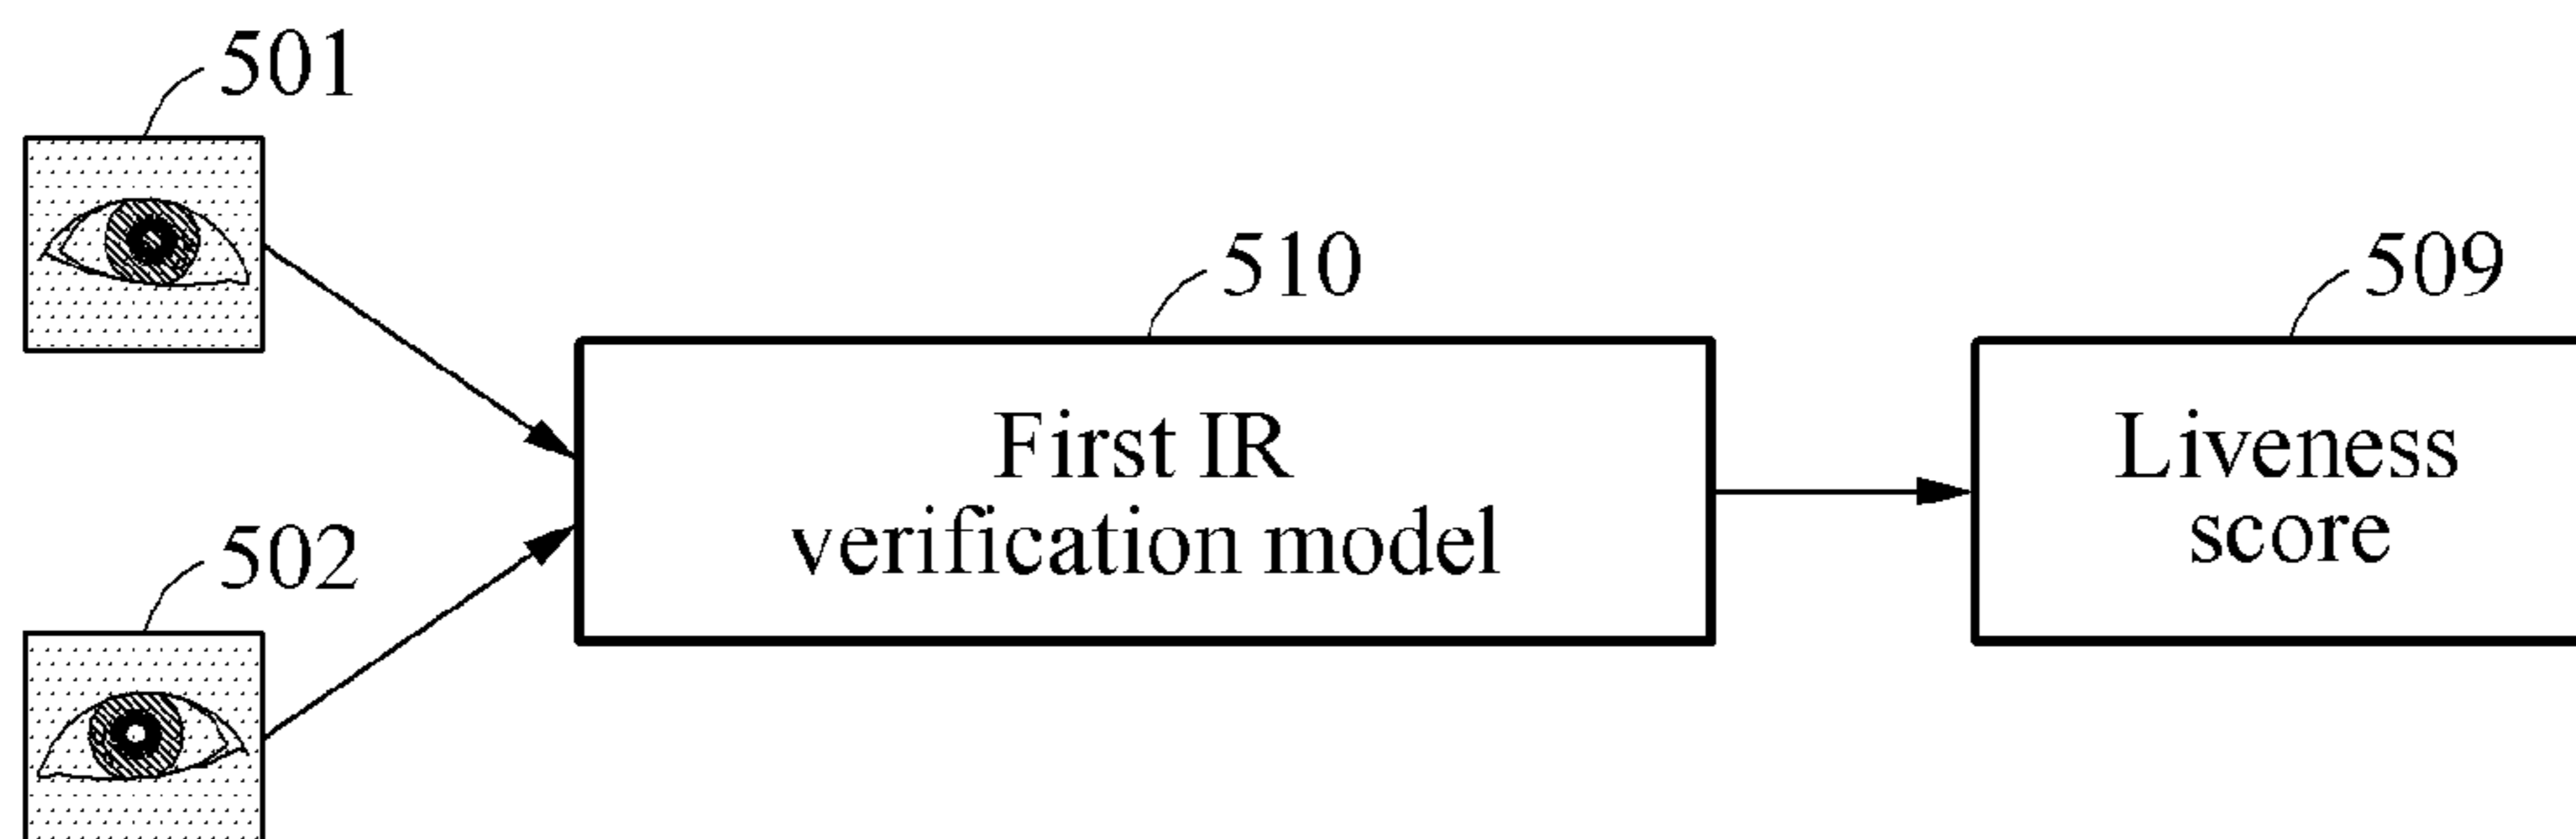 501
510
509
First IR
verification model
Liveness
score
502